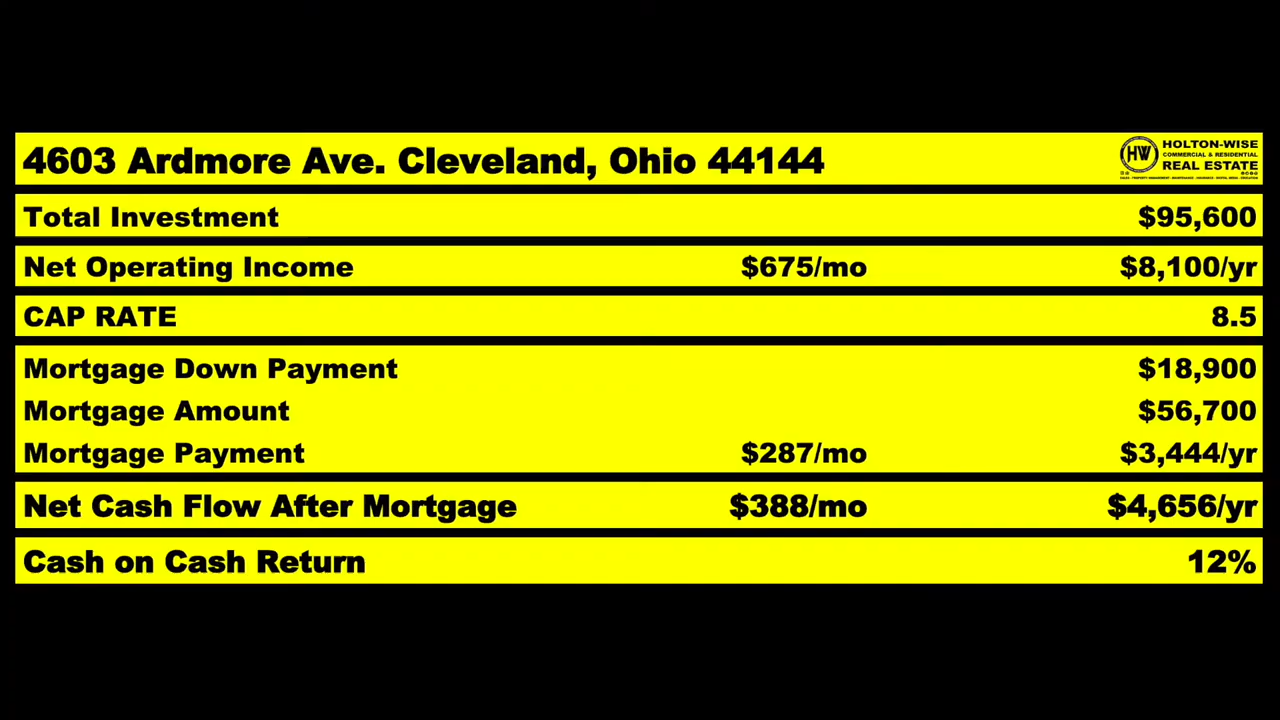 4603 Ardmore Ave. Cleveland, Ohio 44144
HW
HOLTON-WISE
COMMERCIAL & RESIDENTIAL
REAL ESTATE
Total Investment $95,600
Net Operating Income $675/mo $8,100/yr
CAP RATE 8.5
Mortgage Down Payment $18,900
Mortgage Amount $56,700
Mortgage Payment $287/mo $3,444/yr
Net Cash Flow After Mortgage $388/mo $4,656/yr
Cash on Cash Return 12%